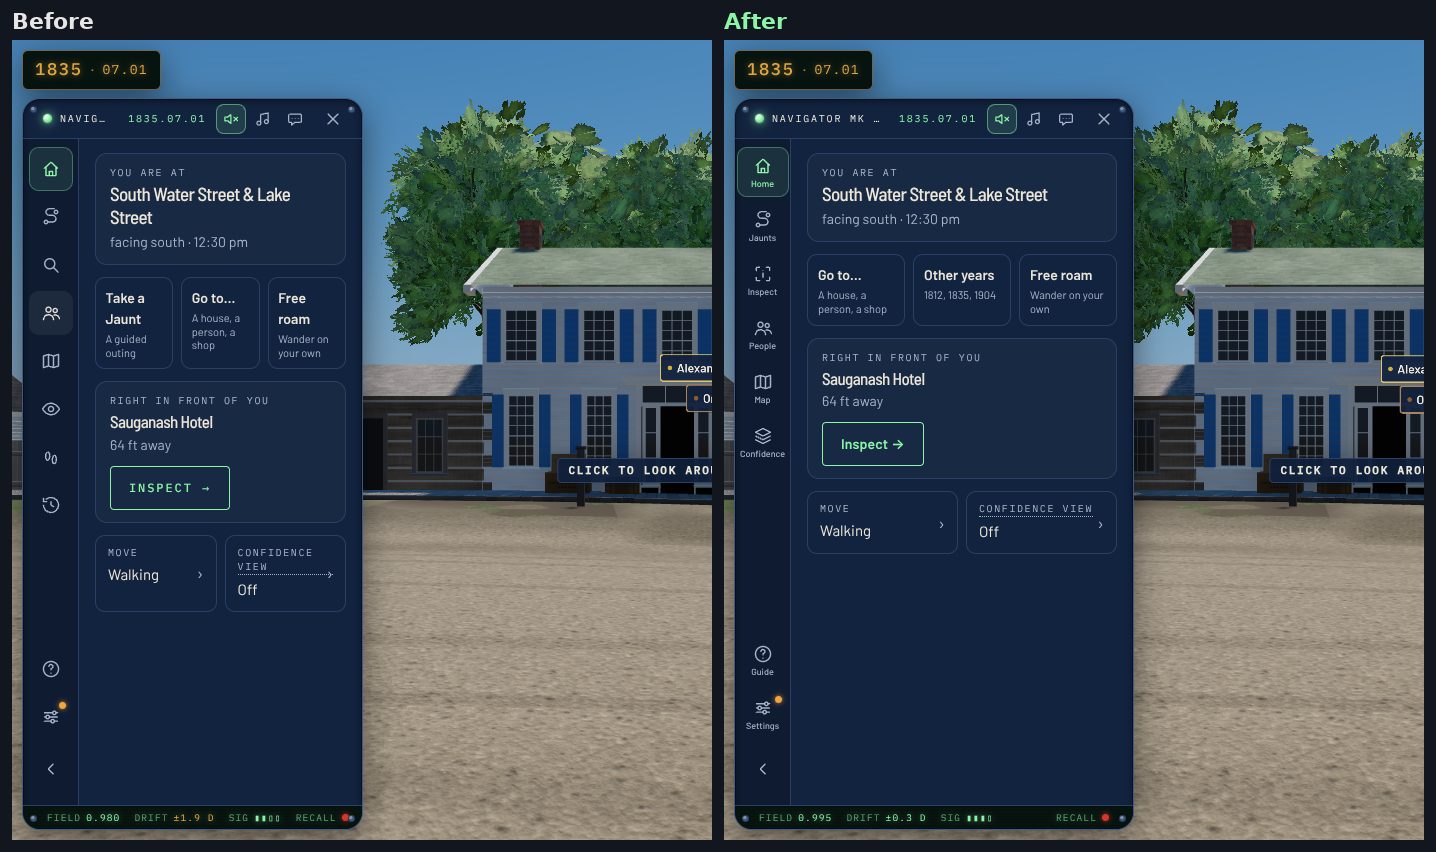 Before
1835 · 07.01
NAVIG…
1835.07.01
YOU ARE AT
South Water Street & Lake
Street
facing south · 12:30 pm
Take a
Jaunt
A guided
outing
Go to…
A house, a
person, a
shop
Free
roam
Wander on
your own
RIGHT IN FRONT OF YOU
Sauganash Hotel
64 ft away
INSPECT →
MOVE
Walking ›
CONFIDENCE
VIEW
Off
›
CLICK TO LOOK AROU
Alexan
FIELD 0.980 DRIFT ±1.9 D SIG ▮▮▯▯ RECALL
After
1835 · 07.01
NAVIGATOR MK …
1835.07.01
Home
Jaunts
Inspect
People
Map
Confidence
Guide
Settings
YOU ARE AT
South Water Street & Lake Street
facing south · 12:30 pm
Go to…
A house, a
person, a shop
Other years
1812, 1835, 1904
Free roam
Wander on your
own
RIGHT IN FRONT OF YOU
Sauganash Hotel
64 ft away
Inspect →
MOVE
Walking ›
CONFIDENCE VIEW
Off ›
Alexa
CLICK TO LOOK AROU
FIELD 0.995 DRIFT ±0.3 D SIG ▮▮▮▯ RECALL